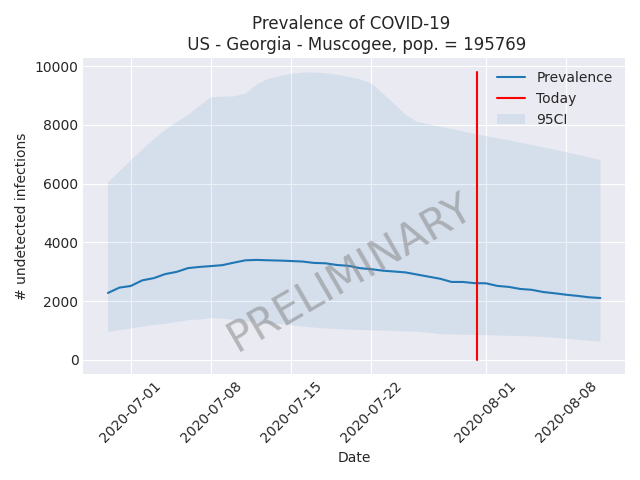 Prevalence of COVID-19
US - Georgia - Muscogee, pop. = 195769
10000
8000
6000
4000
2000
0
# undetected infections
Prevalence
Today
95CI
PRELIMINARY
2020-07-01
2020-07-08
2020-07-15
2020-07-22
2020-08-01
2020-08-08
Date